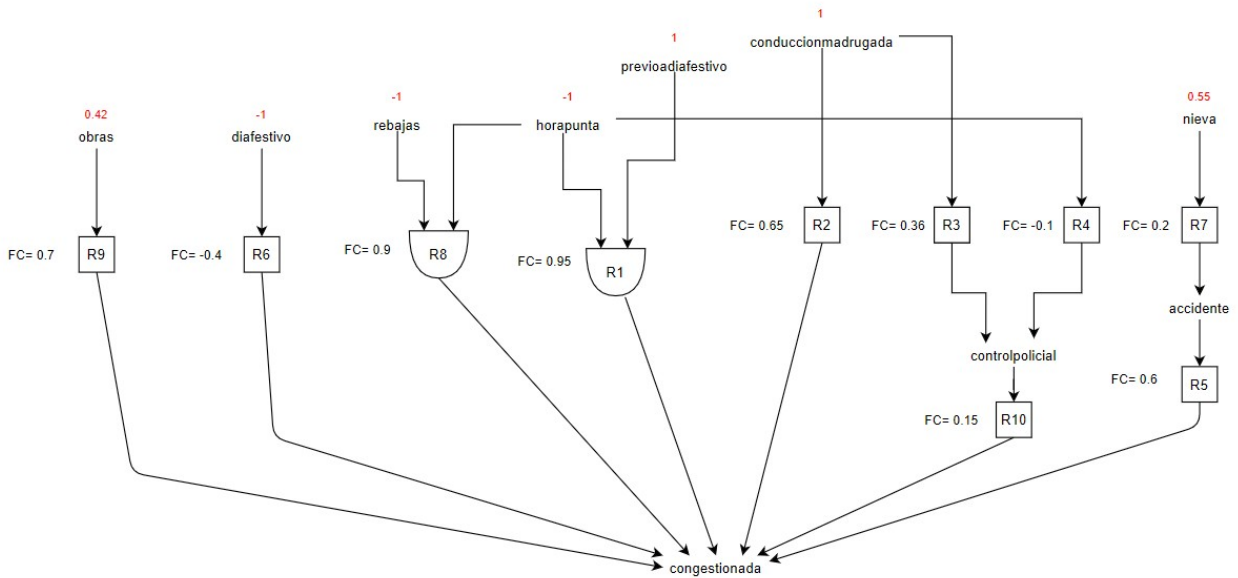 1
conduccionmadrugada
1
previoadiafestivo
0.42
obras
-1
diafestivo
-1
rebajas
-1
horapunta
0.55
nieva
FC= 0.7
R9
FC= -0.4
R6
FC= 0.9
R8
FC= 0.95
R1
FC= 0.65
R2
FC= 0.36
R3
FC= -0.1
R4
FC= 0.2
R7
accidente
controlpolicial
FC= 0.6
R5
FC= 0.15
R10
congestionada